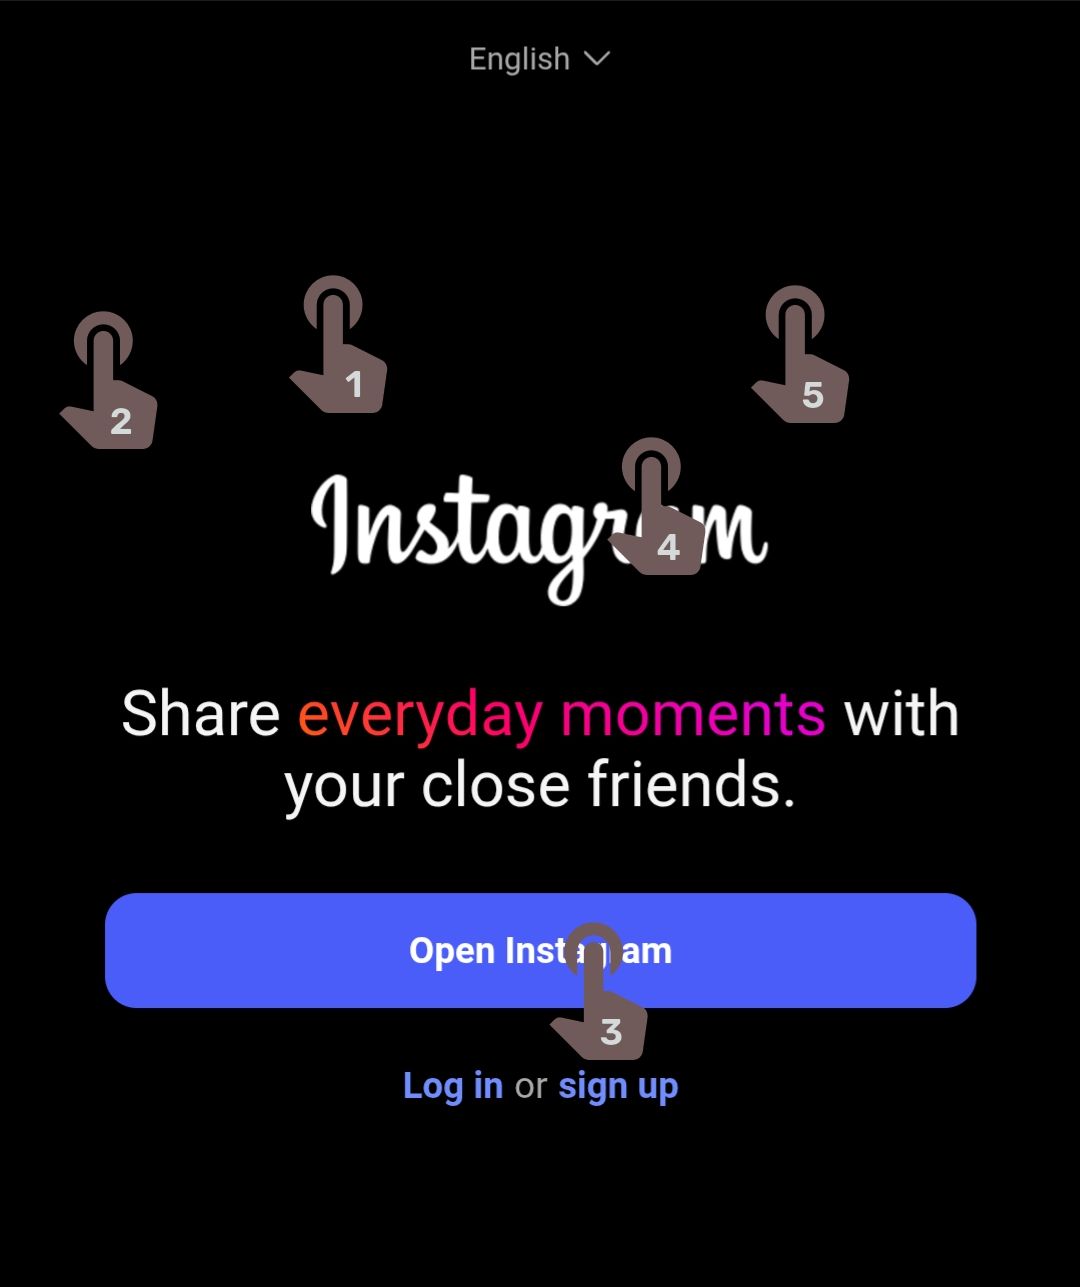 English
1
5
2
Instagram
4
Share everyday moments with
your close friends.
Open Instagram
3
Log in or sign up